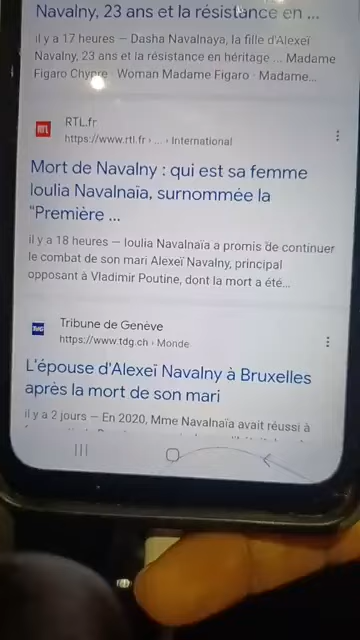 Navalny, 23 ans et la résistance en ...
il y a 17 heures — Dasha Navalnaya, la fille d'Alexeï
Navalny, 23 ans et la résistance en héritage ... Madame
Figaro Chypre · Woman Madame Figaro · Madame...
RTL
RTL.fr
https://www.rtl.fr › ... › International
Mort de Navalny : qui est sa femme
Ioulia Navalnaïa, surnommée la
"Première ...
il y a 18 heures — Ioulia Navalnaïa a promis de continuer
le combat de son mari Alexeï Navalny, principal
opposant à Vladimir Poutine, dont la mort a été...
TDG
Tribune de Genève
https://www.tdg.ch › Monde
L'épouse d'Alexeï Navalny à Bruxelles
après la mort de son mari
il y a 2 jours — En 2020, Mme Navalnaïa avait réussi à